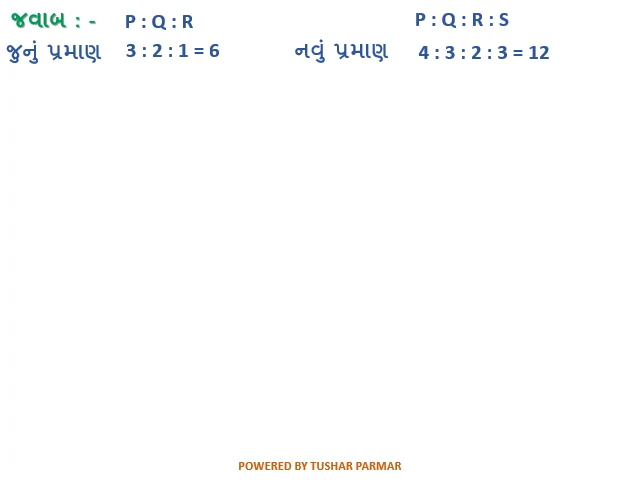 જવાબ : - P : Q : R P : Q : R : S
જુનું પ્રમાણ 3 : 2 : 1 = 6 નવું પ્રમાણ 4 : 3 : 2 : 3 = 12
POWERED BY TUSHAR PARMAR